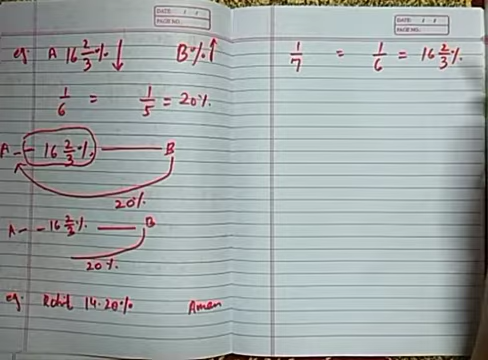 DATE: / /
PAGE NO.:
eg. A 16 2/3 % ↓ B % ↑
1/6 = 1/5 = 20%
A - - 16 2/3 % ——— B
20%
A - - 16 2/3 % —— B
20%
eg. Rohit 14.28% Aman
DATE: / /
PAGE NO.:
1/7 = 1/6 = 16 2/3 %